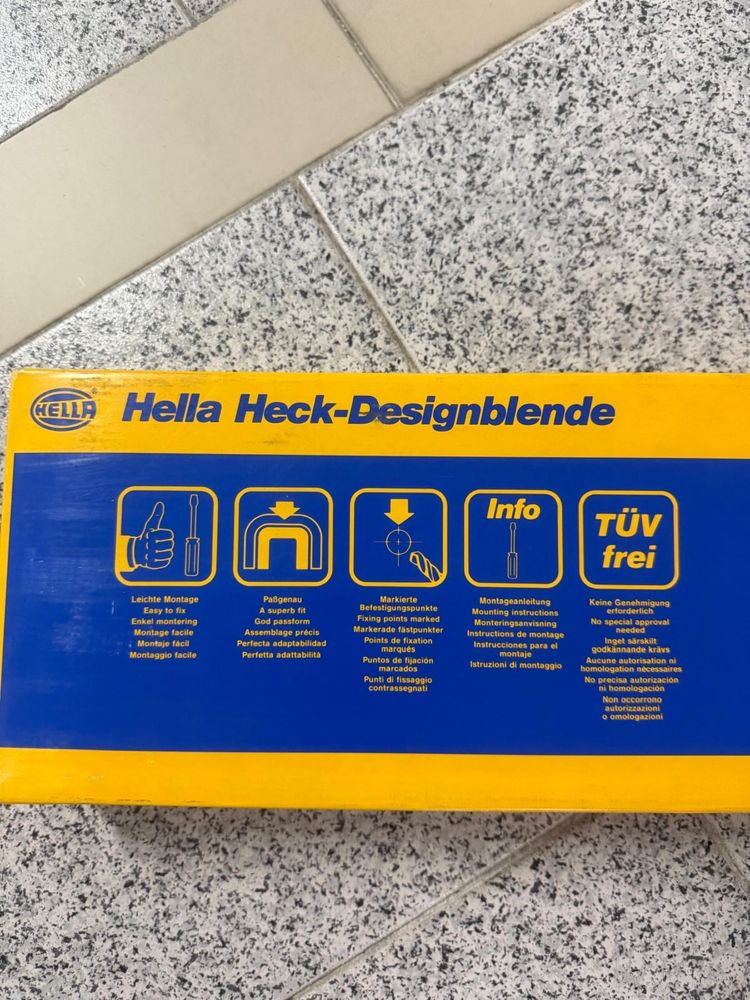 HELLA
®
Hella Heck-Designblende
Leichte Montage
Easy to fix
Enkel montering
Montage facile
Montaje fácil
Montaggio facile
Paßgenau
A superb fit
God passform
Assemblage précis
Perfecta adaptabilidad
Perfetta adattabilità
Markierte
Befestigungspunkte
Fixing points marked
Markerade fästpunkter
Points de fixation
marqués
Puntos de fijación
marcados
Punti di fissaggio
contrassegnati
Info
Montageanleitung
Mounting instructions
Monteringsanvisning
Instructions de montage
Instrucciones para el
montaje
Istruzioni di montaggio
TÜV
frei
Keine Genehmigung
erforderlich
No special approval
needed
Inget särskilt
godkännande krävs
Aucune autorisation ni
homologation nécessaires
No precisa autorización
ni homologación
Non occorrono
autorizzazioni
o omologazioni